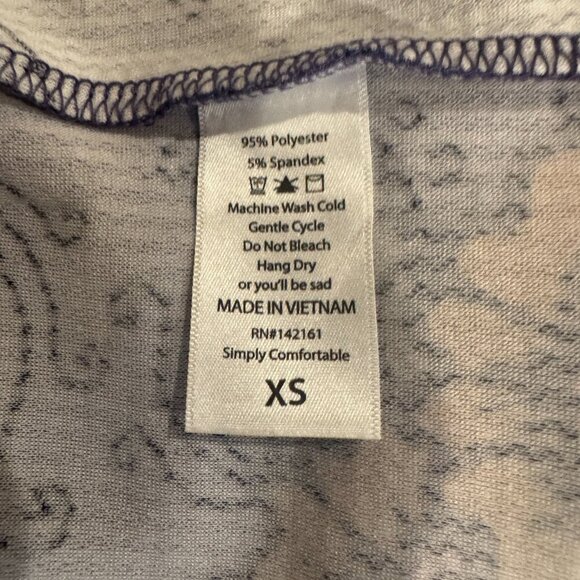 95% Polyester
5% Spandex
Machine Wash Cold
Gentle Cycle
Do Not Bleach
Hang Dry
or you'll be sad
MADE IN VIETNAM
RN#142161
Simply Comfortable
XS